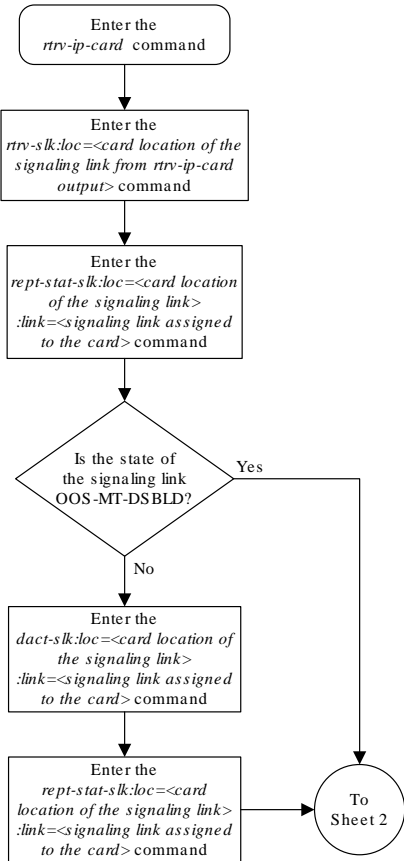 Enter the
rtrv-ip-card command
Enter the
rtrv-slk:loc=<card location of the
signaling link from rtrv-ip-card
output> command
Enter the
rept-stat-slk:loc=<card location
of the signaling link>
:link=<signaling link assigned
to the card> command
Is the state of
the signaling link
OOS-MT-DSBLD?
Yes
No
Enter the
dact-slk:loc=<card location of
the signaling link>
:link=<signaling link assigned
to the card> command
Enter the
rept-stat-slk:loc=<card
location of the signaling link>
:link=<signaling link assigned
to the card> command
To
Sheet 2